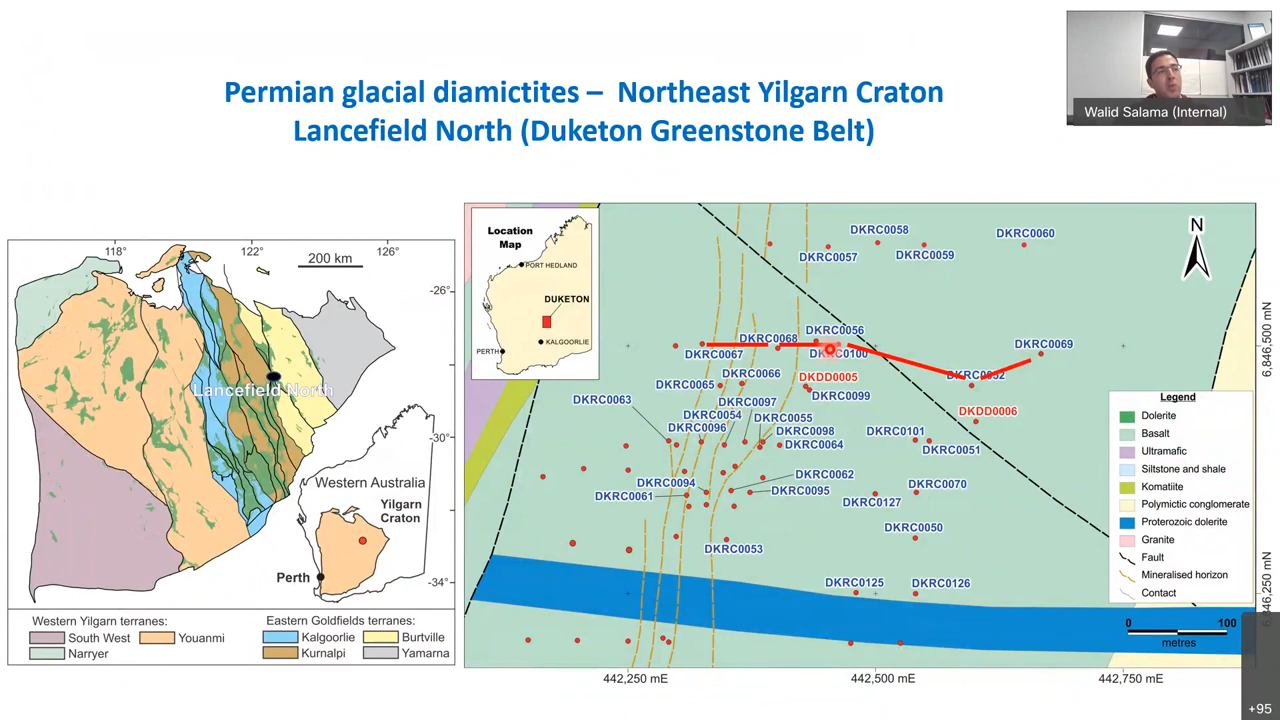 Permian glacial diamictites – Northeast Yilgarn Craton
Lancefield North (Duketon Greenstone Belt)
Walid Salama (Internal)
118°
122°
126°
200 km
-26°
-30°
-34°
Lancefield North
Western Australia
Yilgarn
Craton
Perth
Western Yilgarn terranes:
South West
Youanmi
Narryer
Eastern Goldfields terranes:
Kalgoorlie
Burtville
Kurnalpi
Yamarna
Location
Map
PORT HEDLAND
DUKETON
KALGOORLIE
PERTH
N
DKRC0058
DKRC0060
DKRC0057
DKRC0059
DKRC0056
DKRC0068
DKRC0069
DKRC0067
DKRC0100
DKRC0066
DKDD0005
DKRC0052
DKRC0065
DKRC0099
DKRC0063
DKRC0097
DKDD0006
DKRC0054
DKRC0055
DKRC0096
DKRC0098
DKRC0101
DKRC0064
DKRC0051
DKRC0062
DKRC0094
DKRC0070
DKRC0061
DKRC0095
DKRC0127
DKRC0050
DKRC0053
DKRC0125
DKRC0126
Legend
Dolerite
Basalt
Ultramafic
Siltstone and shale
Komatiite
Polymictic conglomerate
Proterozoic dolerite
Granite
Fault
Mineralised horizon
Contact
0
100
metres
6,846,500 mN
6,846,250 mN
442,250 mE
442,500 mE
442,750 mE
+95